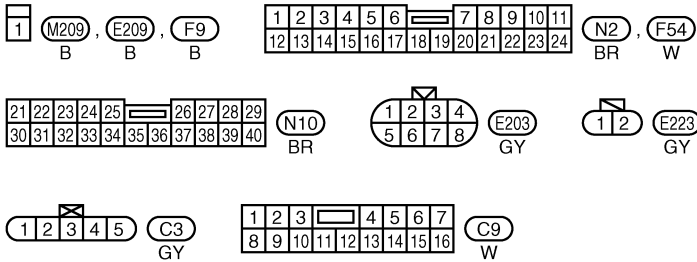 1 M209 , E209 , F9
B B B
1 2 3 4 5 6 7 8 9 10 11
12 13 14 15 16 17 18 19 20 21 22 23 24
N2 , F54
BR W
21 22 23 24 25 26 27 28 29
30 31 32 33 34 35 36 37 38 39 40
N10
BR
1 2 3 4
5 6 7 8
E203
GY
1 2
E223
GY
1 2 3 4 5
C3
GY
1 2 3 4 5 6 7
8 9 10 11 12 13 14 15 16
C9
W